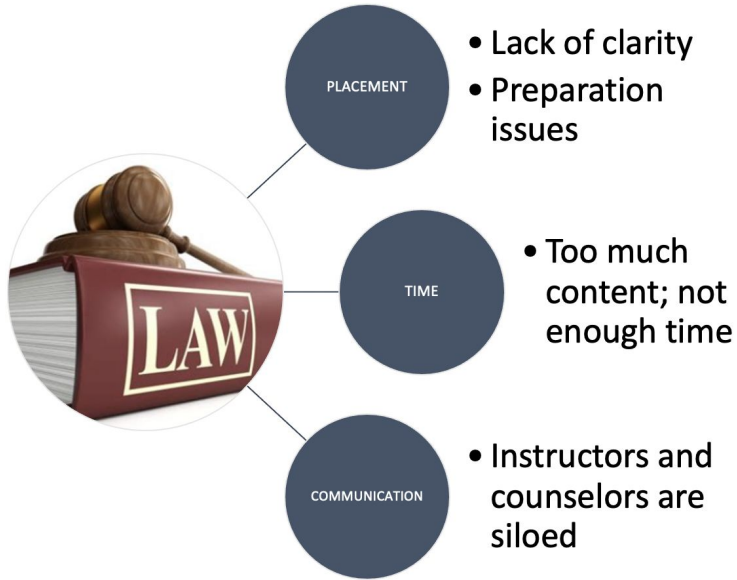 PLACEMENT
• Lack of clarity
• Preparation
issues
LAW
TIME
• Too much
content; not
enough time
COMMUNICATION
• Instructors and
counselors are
siloed